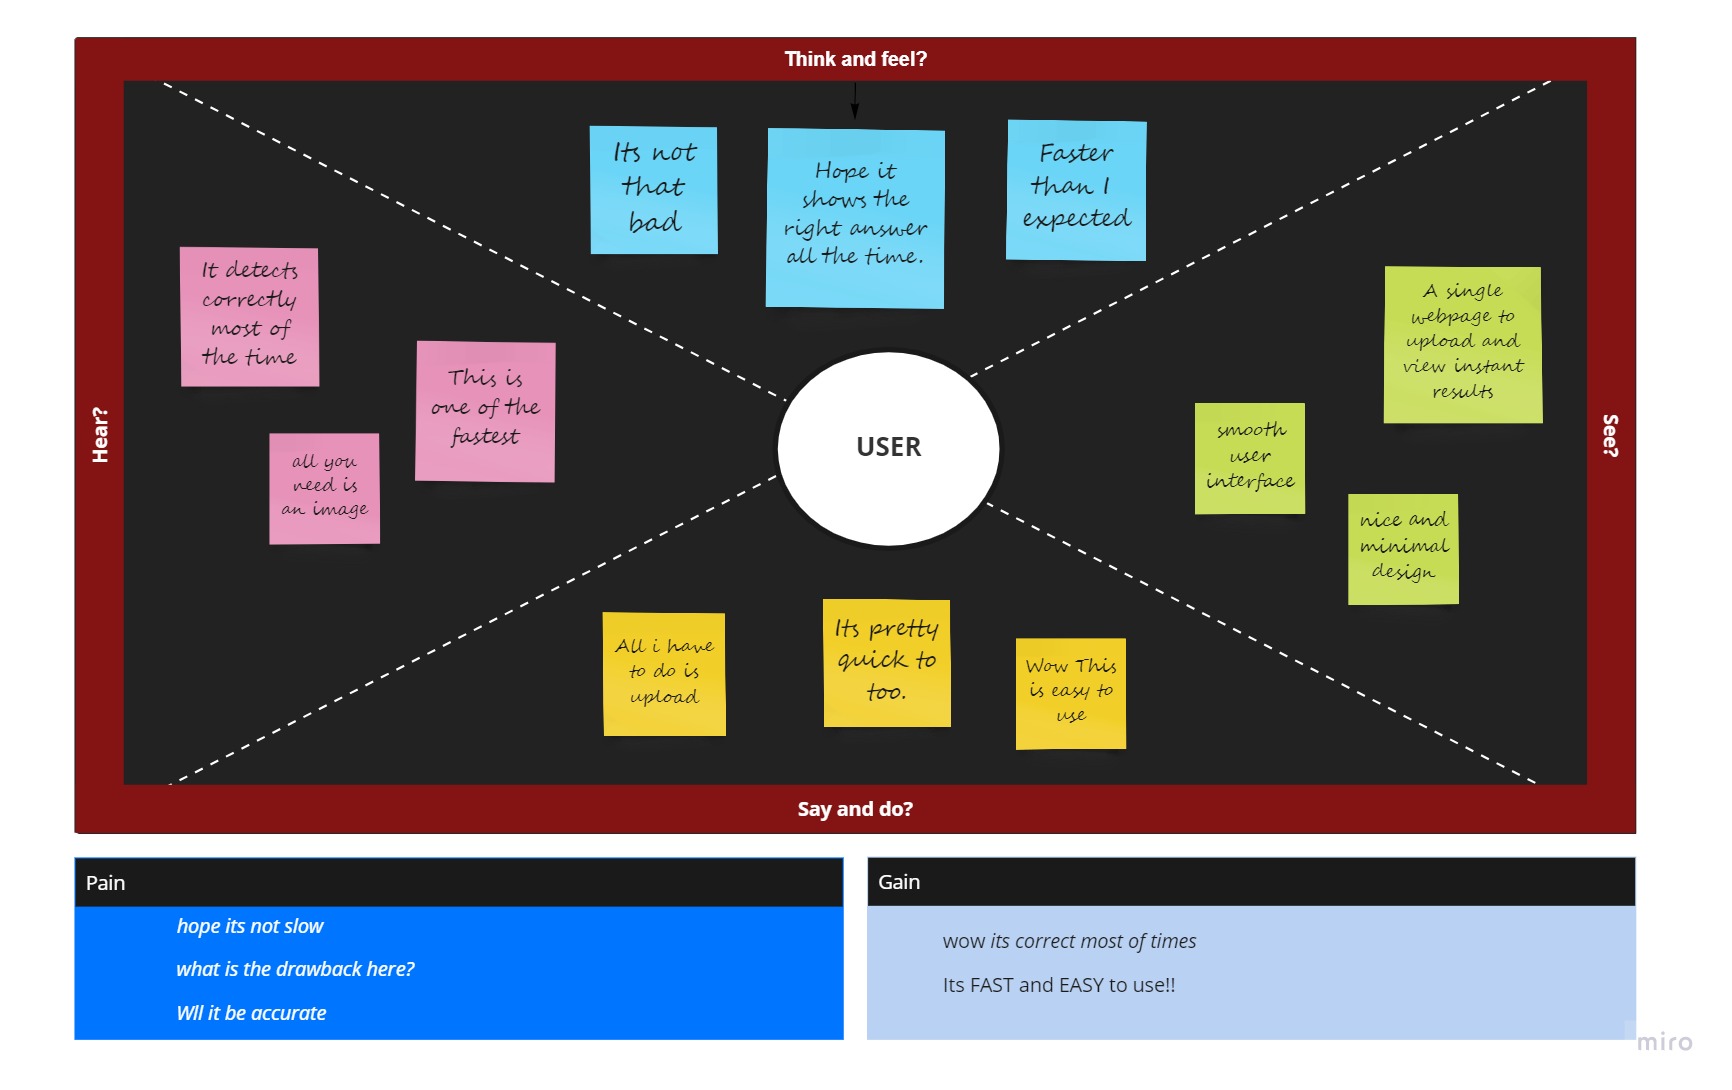 Think and feel?
Its not
that
bad
Hope it
shows the
right answer
all the time.
Faster
than I
expected
Hear?
It detects
correctly
most of
the time
This is
one of the
fastest
all you
need is
an image
USER
See?
A single
webpage to
upload and
view instant
results
smooth
user
interface
nice and
minimal
design
All i have
to do is
upload
Its pretty
quick to
too.
Wow This
is easy to
use
Say and do?
Pain
hope its not slow
what is the drawback here?
Wll it be accurate
Gain
wow its correct most of times
Its FAST and EASY to use!!
miro